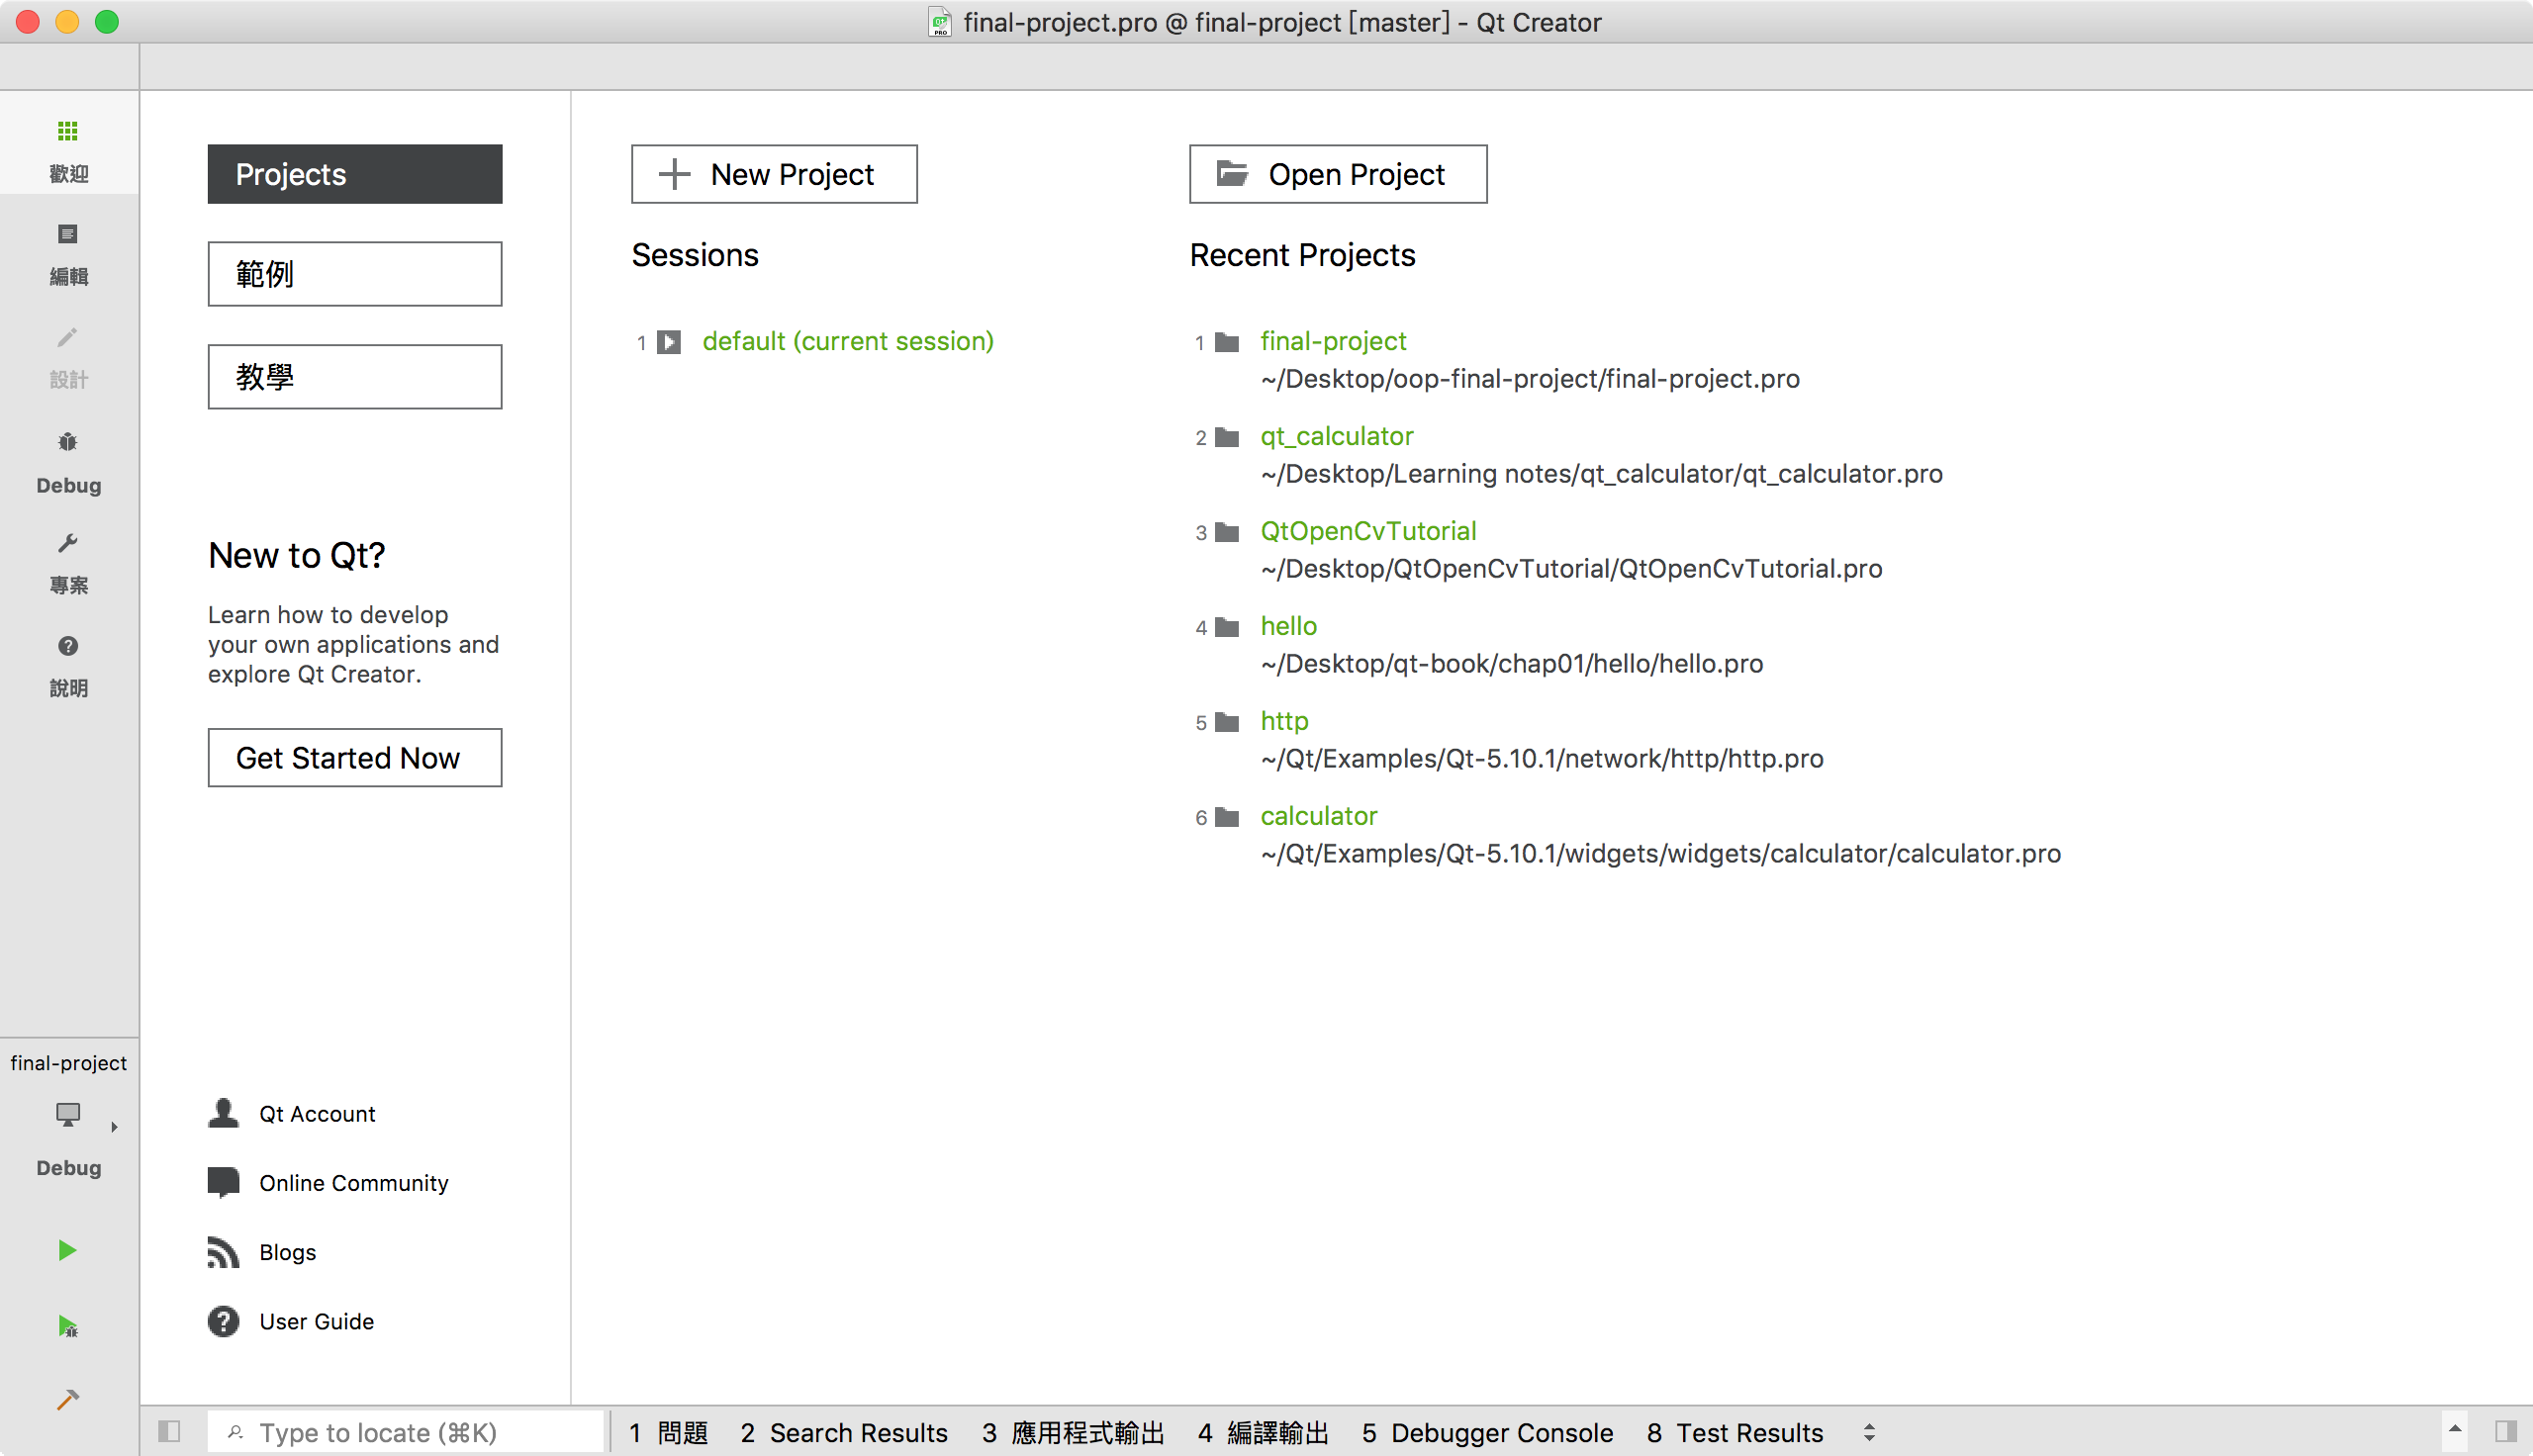 final-project.pro @ final-project [master] - Qt Creator
歡迎
編輯
設計
Debug
專案
說明
final-project
Debug
Projects
範例
教學
New to Qt?
Learn how to develop
your own applications and
explore Qt Creator.
Get Started Now
Qt Account
Online Community
Blogs
User Guide
New Project
Sessions
1 default (current session)
Open Project
Recent Projects
1 final-project
~/Desktop/oop-final-project/final-project.pro
2 qt_calculator
~/Desktop/Learning notes/qt_calculator/qt_calculator.pro
3 QtOpenCvTutorial
~/Desktop/QtOpenCvTutorial/QtOpenCvTutorial.pro
4 hello
~/Desktop/qt-book/chap01/hello/hello.pro
5 http
~/Qt/Examples/Qt-5.10.1/network/http/http.pro
6 calculator
~/Qt/Examples/Qt-5.10.1/widgets/widgets/calculator/calculator.pro
Type to locate (⌘K)
1 問題 2 Search Results 3 應用程式輸出 4 編譯輸出 5 Debugger Console 8 Test Results